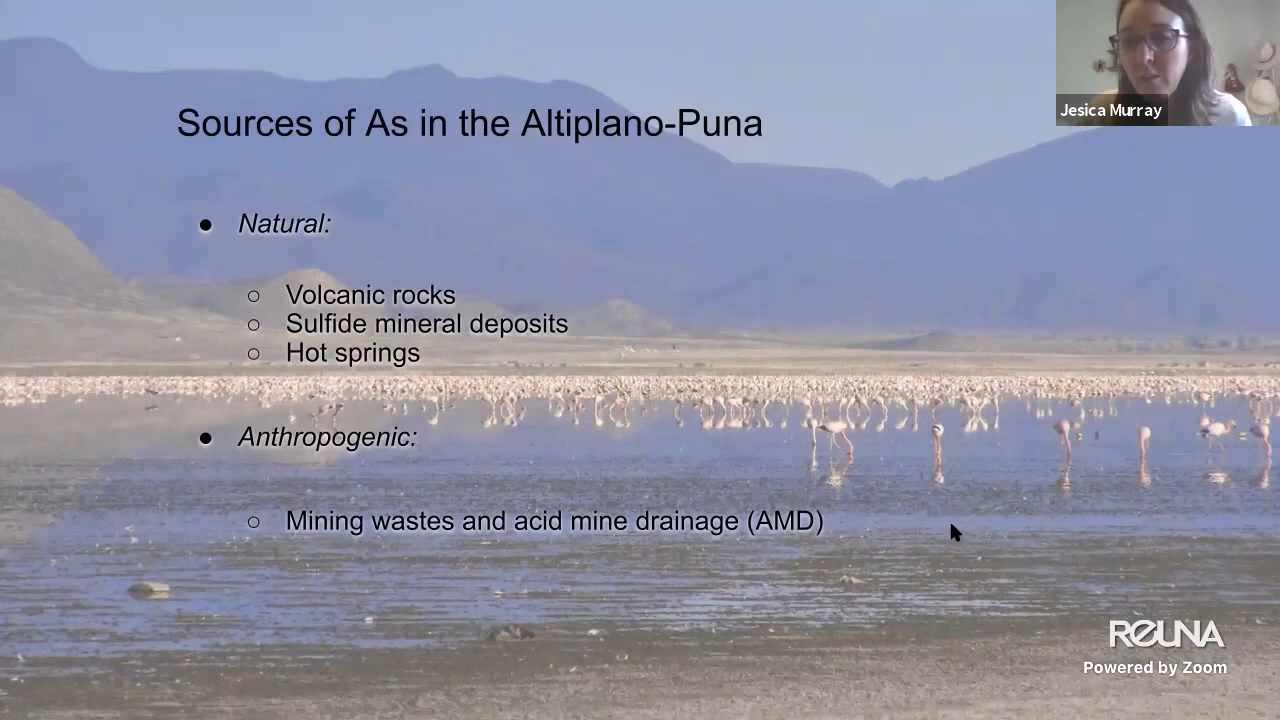 Jesica Murray
Sources of As in the Altiplano-Puna
● Natural:
○ Volcanic rocks
○ Sulfide mineral deposits
○ Hot springs
● Anthropogenic:
○ Mining wastes and acid mine drainage (AMD)
REUNA
Powered by Zoom